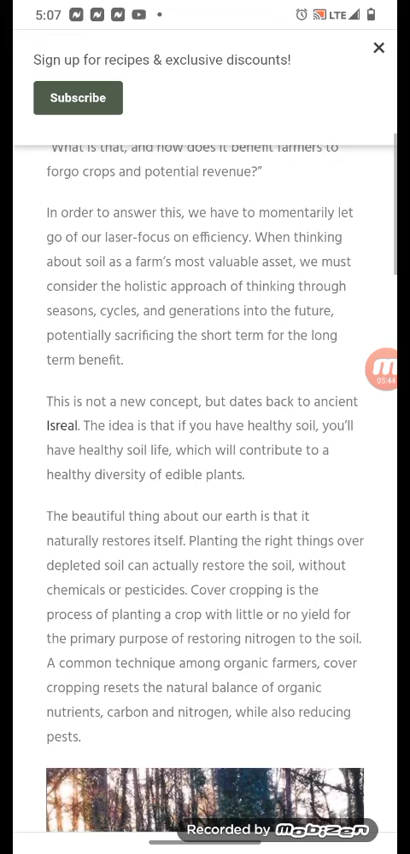 5:07
LTE
Sign up for recipes & exclusive discounts!
Subscribe
"What is that, and how does it benefit farmers to
forgo crops and potential revenue?”
In order to answer this, we have to momentarily let
go of our laser-focus on efficiency. When thinking
about soil as a farm’s most valuable asset, we must
consider the holistic approach of thinking through
seasons, cycles, and generations into the future,
potentially sacrificing the short term for the long
term benefit.
05:44
This is not a new concept, but dates back to ancient
Isreal. The idea is that if you have healthy soil, you’ll
have healthy soil life, which will contribute to a
healthy diversity of edible plants.
The beautiful thing about our earth is that it
naturally restores itself. Planting the right things over
depleted soil can actually restore the soil, without
chemicals or pesticides. Cover cropping is the
process of planting a crop with little or no yield for
the primary purpose of restoring nitrogen to the soil.
A common technique among organic farmers, cover
cropping resets the natural balance of organic
nutrients, carbon and nitrogen, while also reducing
pests.
Recorded by Mobizen